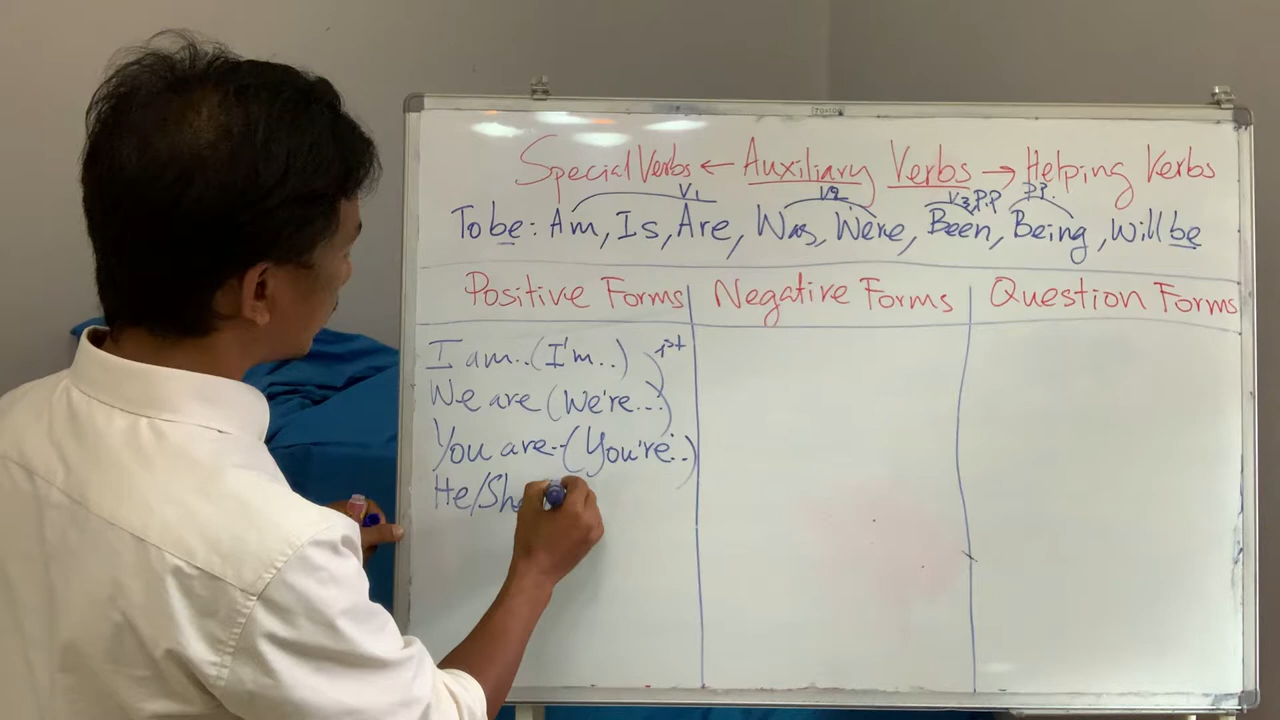 Special Verbs ← Auxiliary Verbs → Helping Verbs
V1 V2 V3, P.P P.P.
To be: Am, Is, Are, Was, Were, Been, Being, Will be
Positive Forms Negative Forms Question Forms
I am.. (I'm..) 1st
We are (We're...)
You are.. (You're..)
He/She